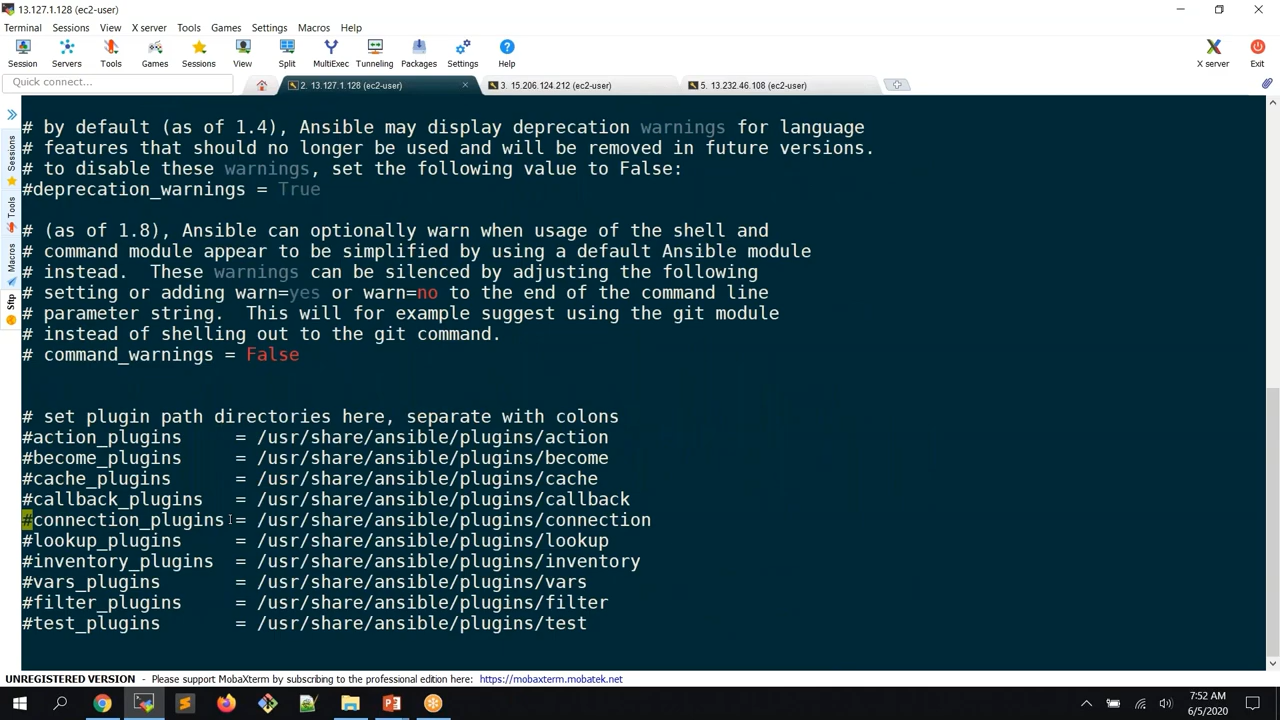 13.127.1.128 (ec2-user)
Terminal Sessions View X server Tools Games Settings Macros Help
Session Servers Tools Games Sessions View Split MultiExec Tunneling Packages Settings Help X server Exit
Quick connect...
2. 13.127.1.128 (ec2-user)
3. 15.206.124.212 (ec2-user)
5. 13.232.46.108 (ec2-user)
Sessions
Tools
Macros
Sftp
# by default (as of 1.4), Ansible may display deprecation warnings for language
# features that should no longer be used and will be removed in future versions.
# to disable these warnings, set the following value to False:
#deprecation_warnings = True
# (as of 1.8), Ansible can optionally warn when usage of the shell and
# command module appear to be simplified by using a default Ansible module
# instead.  These warnings can be silenced by adjusting the following
# setting or adding warn=yes or warn=no to the end of the command line
# parameter string.  This will for example suggest using the git module
# instead of shelling out to the git command.
# command_warnings = False
# set plugin path directories here, separate with colons
#action_plugins     = /usr/share/ansible/plugins/action
#become_plugins     = /usr/share/ansible/plugins/become
#cache_plugins      = /usr/share/ansible/plugins/cache
#callback_plugins   = /usr/share/ansible/plugins/callback
#connection_plugins = /usr/share/ansible/plugins/connection
#lookup_plugins     = /usr/share/ansible/plugins/lookup
#inventory_plugins  = /usr/share/ansible/plugins/inventory
#vars_plugins       = /usr/share/ansible/plugins/vars
#filter_plugins     = /usr/share/ansible/plugins/filter
#test_plugins       = /usr/share/ansible/plugins/test
UNREGISTERED VERSION - Please support MobaXterm by subscribing to the professional edition here: https://mobaxterm.mobatek.net
7:52 AM
6/5/2020